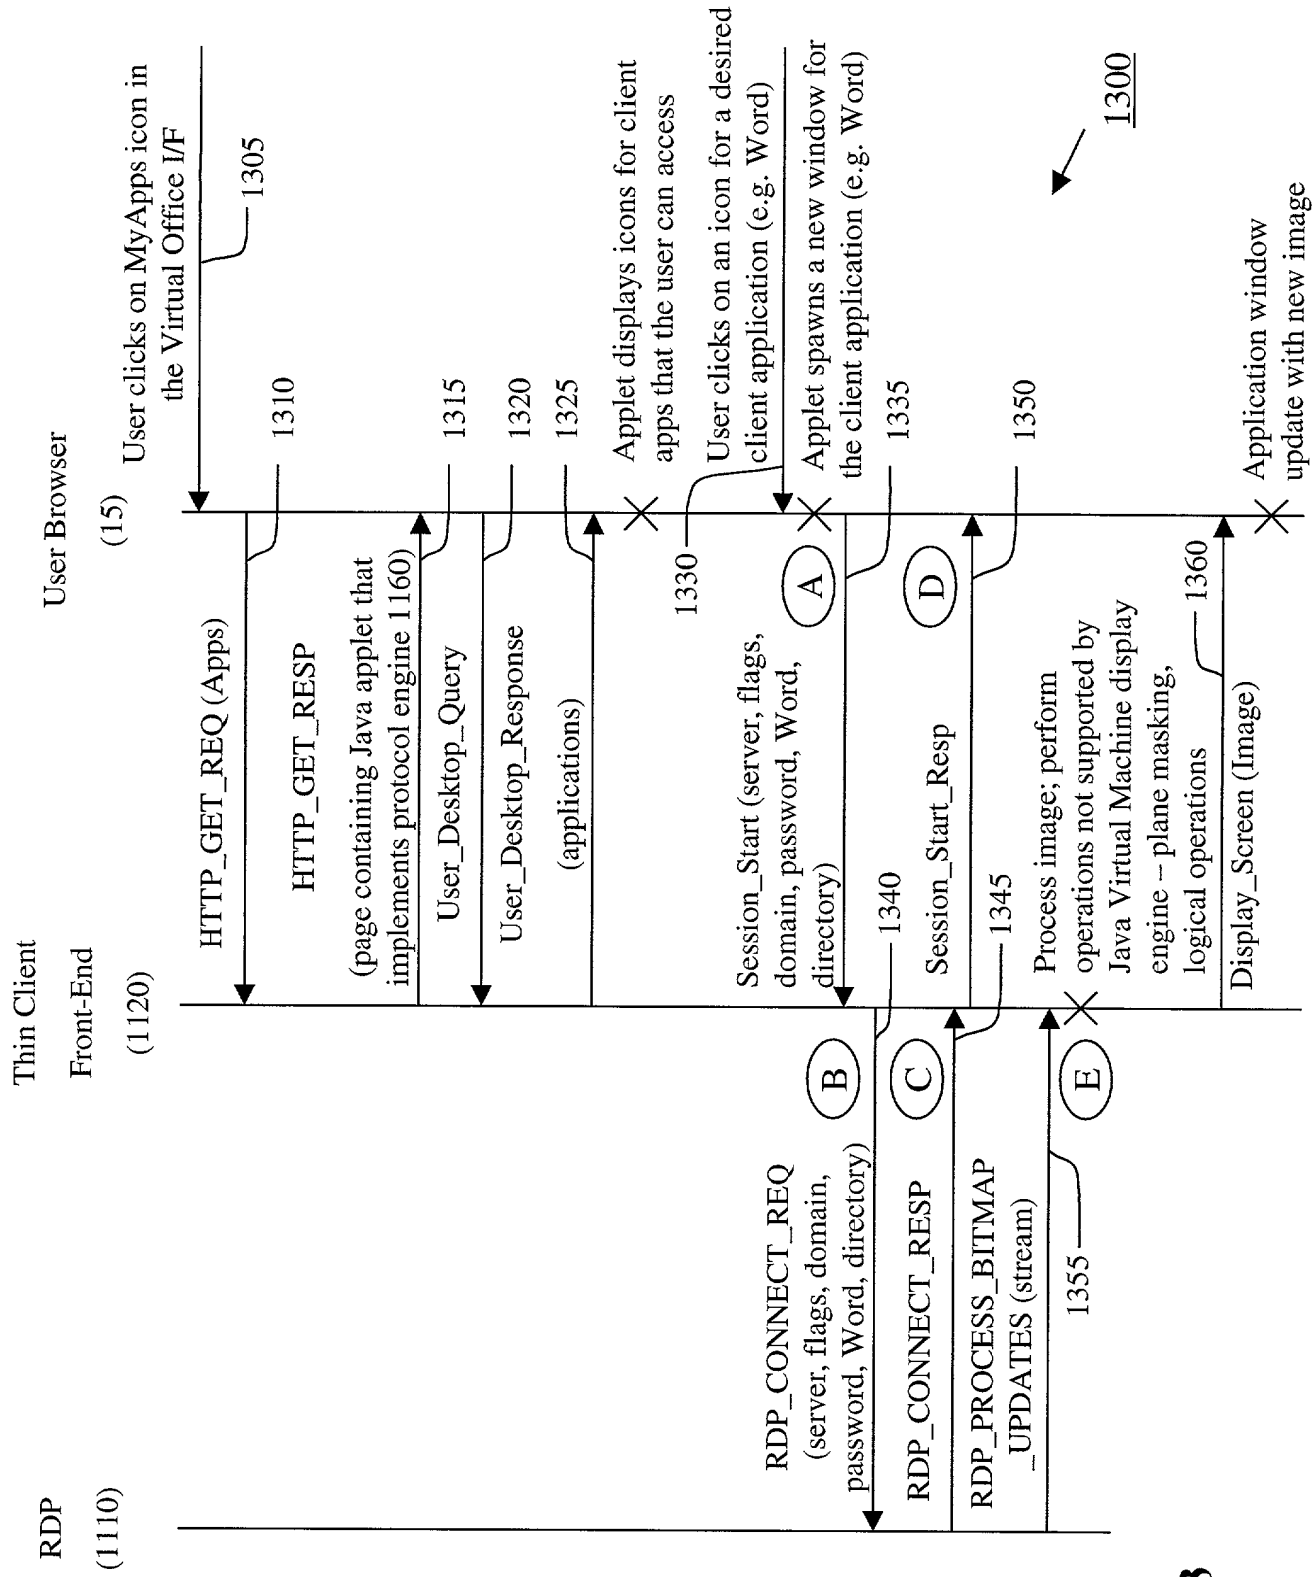 RDP
(1110)
Thin Client
Front-End
(1120)
User Browser
(15)
User clicks on MyApps icon in
the Virtual Office I/F
1305
HTTP_GET_REQ (Apps)
1310
HTTP_GET_RESP
(page containing Java applet that
implements protocol engine 1160)
1315
User_Desktop_Query
1320
User_Desktop_Response
(applications)
1325
Applet displays icons for client
apps that the user can access
User clicks on an icon for a desired
client application (e.g. Word)
1330
Applet spawns a new window for
the client application (e.g. Word)
A
Session_Start (server, flags,
domain, password, Word,
directory)
1335
B
RDP_CONNECT_REQ
(server, flags, domain,
password, Word, directory)
1340
C
RDP_CONNECT_RESP
1345
D
Session_Start_Resp
1350
RDP_PROCESS_BITMAP
_UPDATES (stream)
1355
E
Process image; perform
operations not supported by
Java Virtual Machine display
engine – plane masking,
logical operations
1360
Display_Screen (Image)
Application window
update with new image
1300